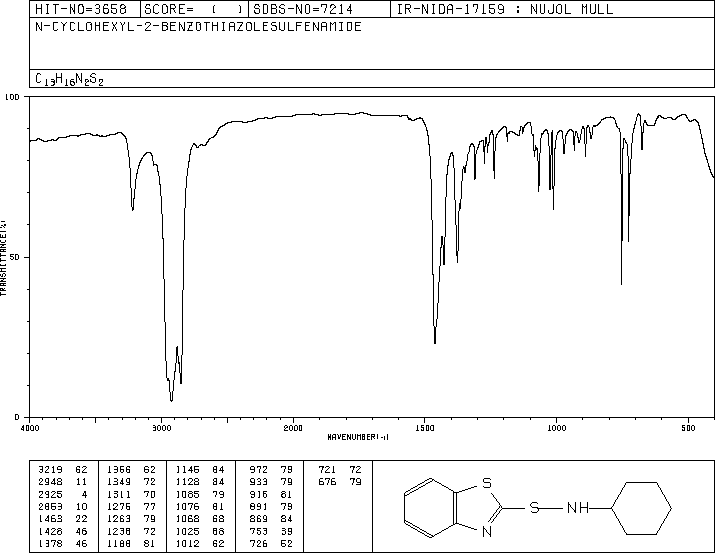 HIT-NO=3658 SCORE= ( ) SDBS-NO=7214 IR-NIDA-17159 : NUJOL MULL
N-CYCLOHEXYL-2-BENZOTHIAZOLESULFENAMIDE
C13H16N2S2
100
50
0
TRANSMITTANCE(%)
4000 3000 2000 1500 1000 500
WAVENUMBER(-1)
3219 62 1366 62 1146 84 972 79 721 72
2948 11 1349 72 1128 84 933 79 676 79
2925 4 1311 70 1085 79 916 81
2853 10 1276 77 1076 81 891 79
1463 22 1263 79 1068 68 869 84
1428 46 1238 72 1025 68 753 39
1378 46 1188 81 1012 62 726 52
S
S NH
N